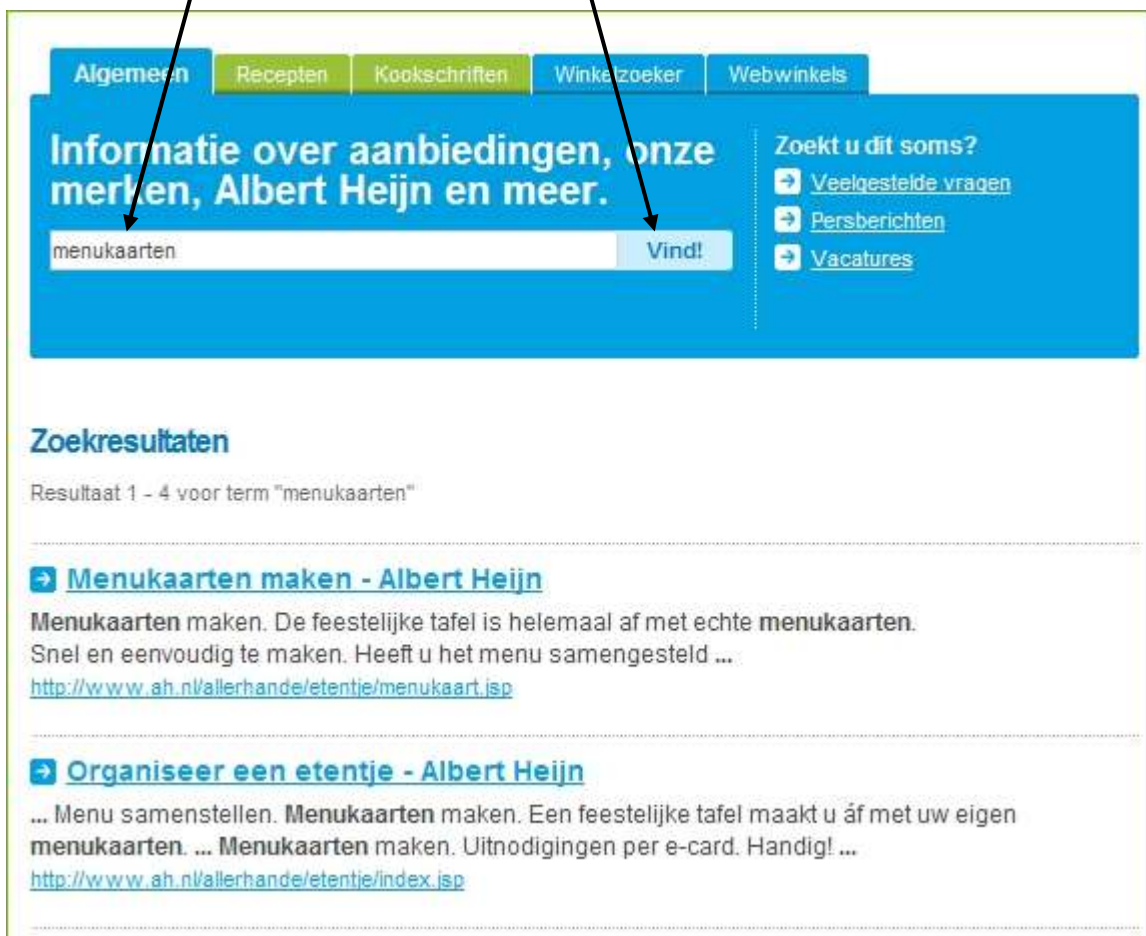 Algemeen
Recepten
Kookschriften
Winkelzoeker
Webwinkels
Informatie over aanbiedingen, onze
merken, Albert Heijn en meer.
menukaarten
Vind!
Zoekt u dit soms?
Veelgestelde vragen
Persberichten
Vacatures
Zoekresultaten
Resultaat 1 - 4 voor term "menukaarten"
Menukaarten maken - Albert Heijn
Menukaarten maken. De feestelijke tafel is helemaal af met echte menukaarten.
Snel en eenvoudig te maken. Heeft u het menu samengesteld ...
http://www.ah.nl/allerhande/etentje/menukaart.jsp
Organiseer een etentje - Albert Heijn
... Menu samenstellen. Menukaarten maken. Een feestelijke tafel maakt u áf met uw eigen
menukaarten. ... Menukaarten maken. Uitnodigingen per e-card. Handig! ...
http://www.ah.nl/allerhande/etentje/index.jsp